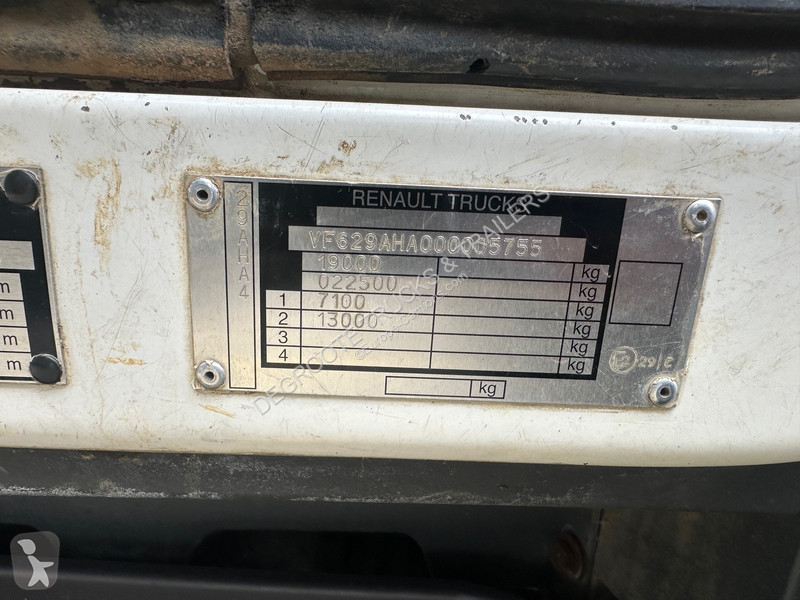 RENAULT TRUCKS
29AHA4
VF629AHA000005755
19000 kg
022500 kg
1 7100 kg
2 13000 kg
3 kg
4 kg
kg
29 E
m
m
m
m
DEGROOTE TRUCKS & TRAILERS